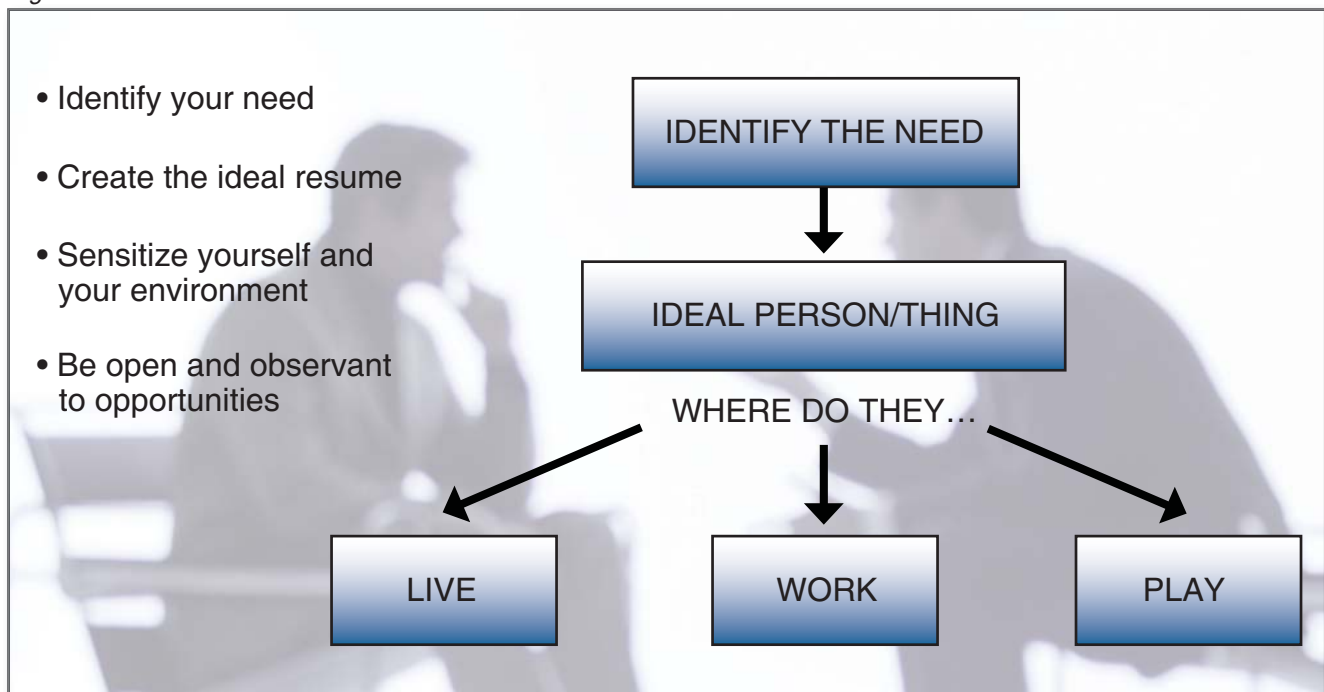 • Identify your need
• Create the ideal resume
• Sensitize yourself and
your environment
• Be open and observant
to opportunities
IDENTIFY THE NEED
IDEAL PERSON/THING
WHERE DO THEY…
LIVE
WORK
PLAY